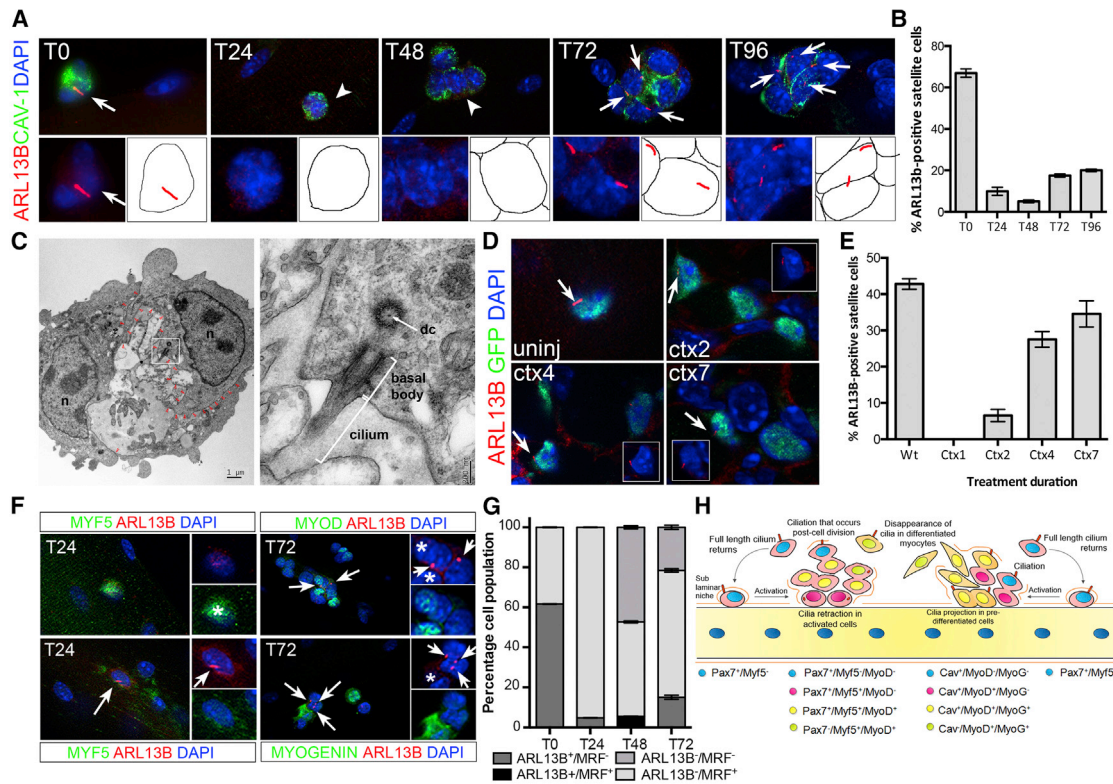 A
ARL13B CAV-1 DAPI
T0
T24
T48
T72
T96
B
% ARL13b-positive satellite cells
80
60
40
20
0
T0 T24 T48 T72 T96
C
n
n
1 µm
dc
basal
body
cilium
200 nm
D
ARL13B GFP DAPI
uninj
ctx2
ctx4
ctx7
E
% ARL13B-positive satellite cells
50
40
30
20
10
0
Wt Ctx1 Ctx2 Ctx4 Ctx7
Treatment duration
F
MYF5 ARL13B DAPI
MYOD ARL13B DAPI
T24
*
T72
*
*
T24
T72
*
MYF5 ARL13B DAPI
MYOGENIN ARL13B DAPI
G
Percentage cell population
100
80
60
40
20
0
T0 T24 T48 T72
ARL13B⁺/MRF⁻
ARL13B⁻/MRF⁻
ARL13B+/MRF⁺
ARL13B⁻/MRF⁺
H
Full length cilium
returns
Ciliation that occurs
post-cell division
Disappearance of
cilia in differentiated
myocytes
Full length cilium
returns
Sub
laminar
niche
Activation
Cilia retraction in
activated cells
Cilia projection in pre-
differentiated cells
Ciliation
Activation
Pax7⁺/Myf5⁻
Pax7⁺/Myf5⁻/MyoD⁻
Pax7⁺/Myf5⁺/MyoD⁻
Pax7⁺/Myf5⁺/MyoD⁺
Pax7⁻/Myf5⁺/MyoD⁺
Cav⁺/MyoD⁻/MyoG⁻
Cav⁺/MyoD⁺/MyoG⁻
Cav⁺/MyoD⁺/MyoG⁺
Cav⁻/MyoD⁺/MyoG⁺
Pax7⁺/Myf5⁻